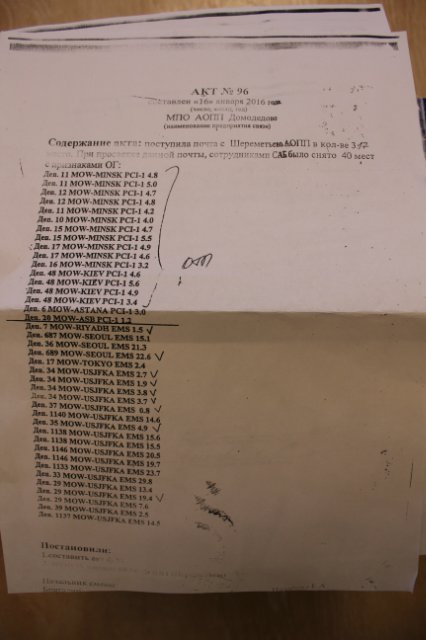 АКТ № 96
Составлен «16» января 2016 года
(число, месяц, год)
МПО АОПП Домодедово
(наименование предприятия связи)
Содержание акта: поступила почта с Шереметьево АОПП в кол-ве
места. При просветке данной почты, сотрудниками САБ было снято 40 мест
с признаками ОГ:
Деп. 11 MOW-MINSK PCI-1 4.8
Деп. 11 MOW-MINSK PCI-1 5.0
Деп. 12 MOW-MINSK PCI-1 4.7
Деп. 12 MOW-MINSK PCI-1 4.8
Деп. 11 MOW-MINSK PCI-1 4.2
Деп. 10 MOW-MINSK PCI-1 4.0
Деп. 15 MOW-MINSK PCI-1 4.7
Деп. 15 MOW-MINSK PCI-1 5.5
Деп. 17 MOW-MINSK PCI-1 4.9
Деп. 17 MOW-MINSK PCI-1 4.6
Деп. 16 MOW-MINSK PCI-1 3.2
Деп. 48 MOW-KIEV PCI-1 4.6
Деп. 48 MOW-KIEV PCI-1 5.6
Деп. 48 MOW-KIEV PCI-1 4.9
Деп. 48 MOW-KIEV PCI-1 3.4
Деп. 6 MOW-ASTANA PCI-1 3.0
Деп. 20 MOW-ASB PCI-1 1.2
Деп. 7 MOW-RIYADH EMS 1.5
Деп. 687 MOW-SEOUL EMS 15.1
Деп. 36 MOW-SEOUL EMS 21.3
Деп. 689 MOW-SEOUL EMS 22.6
Деп. 17 MOW-TOKYO EMS 2.4
Деп. 34 MOW-USJFKA EMS 2.7
Деп. 34 MOW-USJFKA EMS 1.9
Деп. 34 MOW-USJFKA EMS 3.8
Деп. 34 MOW-USJFKA EMS 3.7
Деп. 37 MOW-USJFKA EMS 0.8
Деп. 1140 MOW-USJFKA EMS 14.6
Деп. 35 MOW-USJFKA EMS 4.9
Деп. 1138 MOW-USJFKA EMS 15.6
Деп. 1138 MOW-USJFKA EMS 15.5
Деп. 1146 MOW-USJFKA EMS 20.5
Деп. 1146 MOW-USJFKA EMS 19.7
Деп. 1133 MOW-USJFKA EMS 23.7
Деп. 33 MOW-USJFKA EMS 29.8
Деп. 29 MOW-USJFKA EMS 13.4
Деп. 29 MOW-USJFKA EMS 19.4
Деп. 29 MOW-USJFKA EMS 7.6
Деп. 39 MOW-USJFKA EMS 2.5
Деп. 1137 MOW-USJFKA EMS 14.5
Постановили:
1.составить
Начальник смены